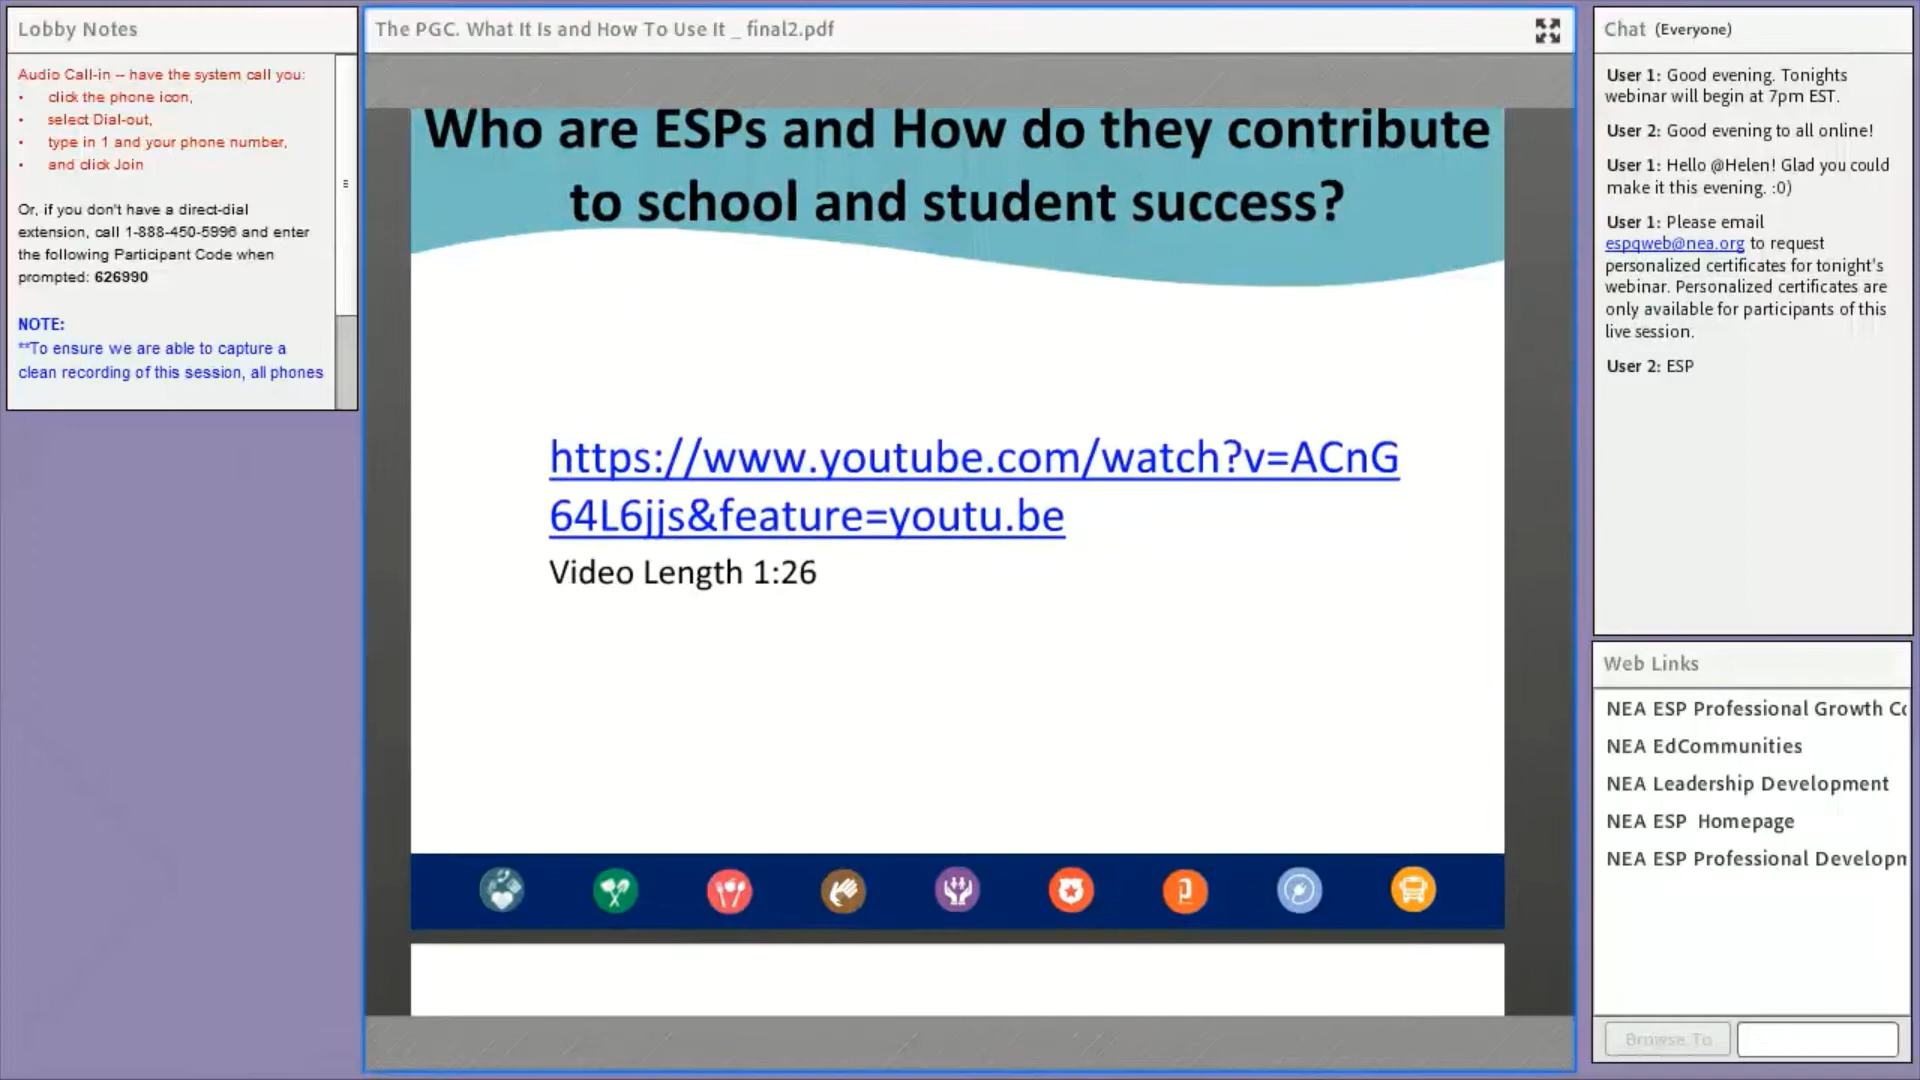 Lobby Notes
Audio Call-in -- have the system call you:
• click the phone icon,
• select Dial-out,
• type in 1 and your phone number,
• and click Join
Or, if you don't have a direct-dial
extension, call 1-888-450-5996 and enter
the following Participant Code when
prompted: 626990
NOTE:
**To ensure we are able to capture a
clean recording of this session, all phones
The PGC. What It Is and How To Use It _ final2.pdf
Who are ESPs and How do they contribute
to school and student success?
https://www.youtube.com/watch?v=ACnG
64L6jjs&feature=youtu.be
Video Length 1:26
Chat (Everyone)
User 1: Good evening. Tonights
webinar will begin at 7pm EST.
User 2: Good evening to all online!
User 1: Hello @Helen! Glad you could
make it this evening. :0)
User 1: Please email
espqweb@nea.org to request
personalized certificates for tonight's
webinar. Personalized certificates are
only available for participants of this
live session.
User 2: ESP
Web Links
NEA ESP Professional Growth Co
NEA EdCommunities
NEA Leadership Development
NEA ESP Homepage
NEA ESP Professional Developm
Browse To